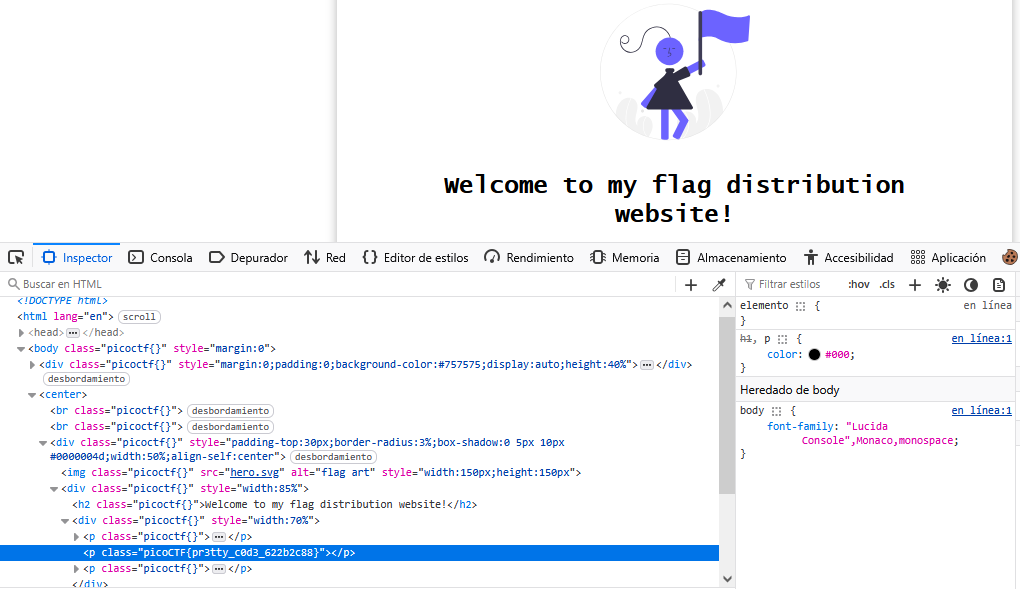 Welcome to my flag distribution
website!
Inspector Consola Depurador Red Editor de estilos Rendimiento Memoria Almacenamiento Accesibilidad Aplicación
Buscar en HTML
<!DOCTYPE html>
<html lang="en"> scroll
<head> ••• </head>
<body class="picoctf{}" style="margin:0">
<div class="picoctf{}" style="margin:0;padding:0;background-color:#757575;display:auto;height:40%"> ••• </div>
desbordamiento
<center>
<br class="picoctf{}"> desbordamiento
<br class="picoctf{}"> desbordamiento
<div class="picoctf{}" style="padding-top:30px;border-radius:3%;box-shadow:0 5px 10px
#0000004d;width:50%;align-self:center"> desbordamiento
<img class="picoctf{}" src="hero.svg" alt="flag art" style="width:150px;height:150px">
<div class="picoctf{}" style="width:85%">
<h2 class="picoctf{}">Welcome to my flag distribution website!</h2>
<div class="picoctf{}" style="width:70%">
<p class="picoctf{}"> ••• </p>
<p class="picoCTF{pr3tty_c0d3_622b2c88}"></p>
<p class="picoctf{}"> ••• </p>
</div>
Filtrar estilos :hov .cls
elemento { en línea
}
h1, p { en línea:1
color: #000;
}
Heredado de body
body { en línea:1
font-family: "Lucida
Console",Monaco,monospace;
}